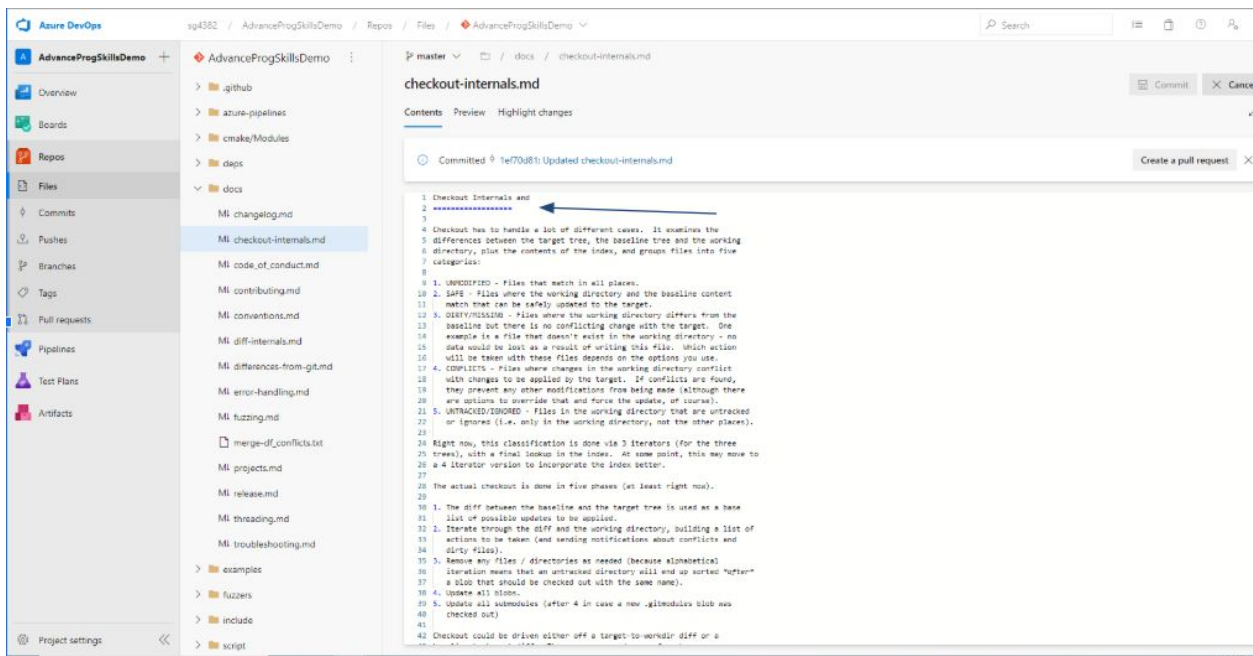 Azure DevOps
sg4382 / AdvanceProgSkillsDemo / Repos / Files / AdvanceProgSkillsDemo
Search
A AdvanceProgSkillsDemo +
Overview
Boards
Repos
Files
Commits
Pushes
Branches
Tags
Pull requests
Pipelines
Test Plans
Artifacts
Project settings
AdvanceProgSkillsDemo
.github
azure-pipelines
cmake/Modules
deps
docs
changelog.md
checkout-internals.md
code_of_conduct.md
contributing.md
conventions.md
diff-internals.md
differences-from-git.md
error-handling.md
fuzzing.md
merge-df_conflicts.txt
projects.md
release.md
threading.md
troubleshooting.md
examples
fuzzers
include
script
master / docs / checkout-internals.md
checkout-internals.md
Commit
Cance
Contents Preview Highlight changes
Committed 1ef70d81: Updated checkout-internals.md
Create a pull request
1 Checkout Internals and
2 ==================
3
4 Checkout has to handle a lot of different cases. It examines the
5 differences between the target tree, the baseline tree and the working
6 directory, plus the contents of the index, and groups files into five
7 categories:
8
9 1. UNMODIFIED - Files that match in all places.
10 2. SAFE - Files where the working directory and the baseline content
11 match that can be safely updated to the target.
12 3. DIRTY/MISSING - Files where the working directory differs from the
13 baseline but there is no conflicting change with the target. One
14 example is a file that doesn't exist in the working directory - no
15 data would be lost as a result of writing this file. Which action
16 will be taken with these files depends on the options you use.
17 4. CONFLICTS - Files where changes in the working directory conflict
18 with changes to be applied by the target. If conflicts are found,
19 they prevent any other modifications from being made (although there
20 are options to override that and force the update, of course).
21 5. UNTRACKED/IGNORED - Files in the working directory that are untracked
22 or ignored (i.e. only in the working directory, not the other places).
23
24 Right now, this classification is done via 3 iterators (for the three
25 trees), with a final lookup in the index. At some point, this may move to
26 a 4 iterator version to incorporate the index better.
27
28 The actual checkout is done in five phases (at least right now).
29
30 1. The diff between the baseline and the target tree is used as a base
31 list of possible updates to be applied.
32 2. Iterate through the diff and the working directory, building a list of
33 actions to be taken (and sending notifications about conflicts and
34 dirty files).
35 3. Remove any files / directories as needed (because alphabetical
36 iteration means that an untracked directory will end up sorted *after*
37 a blob that should be checked out with the same name).
38 4. Update all blobs.
39 5. Update all submodules (after 4 in case a new .gitmodules blob was
40 checked out)
41
42 Checkout could be driven either off a target-to-workdir diff or a